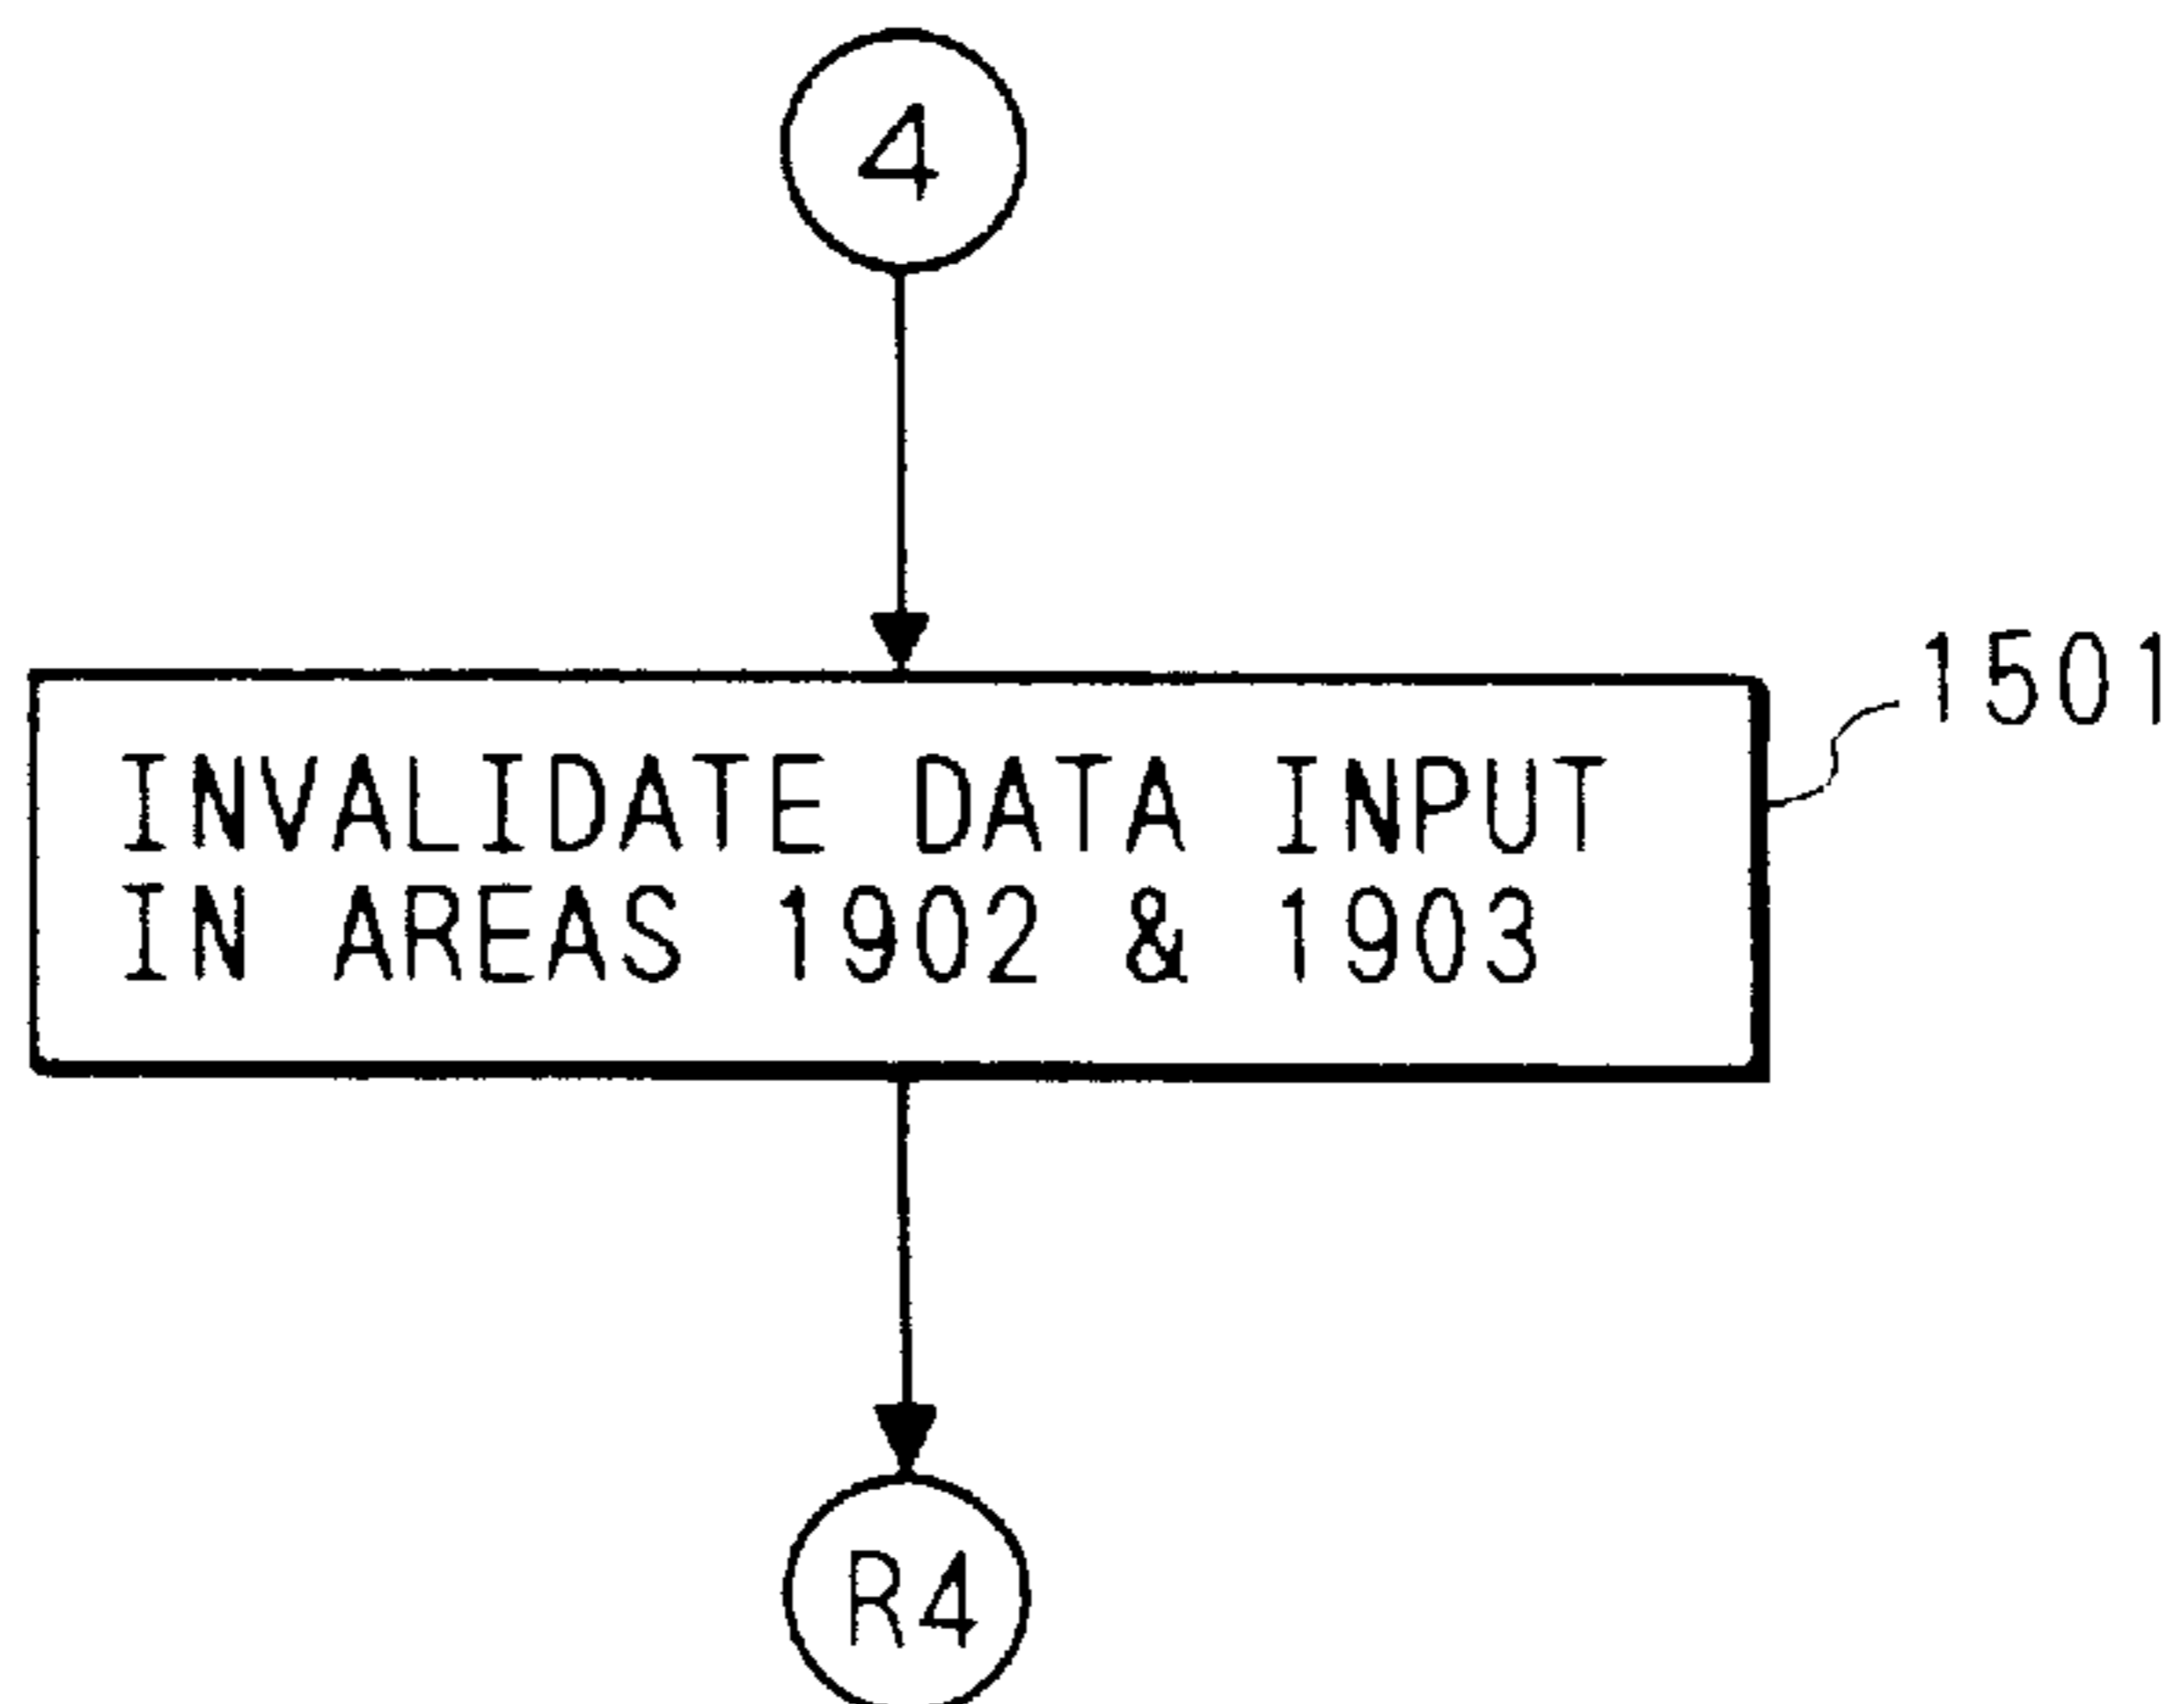 4
1501
INVALIDATE DATA INPUT
IN AREAS 1902 & 1903
R4